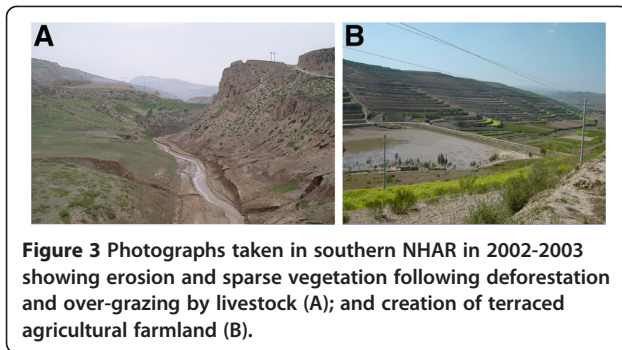 A
B
Figure 3 Photographs taken in southern NHAR in 2002-2003
showing erosion and sparse vegetation following deforestation
and over-grazing by livestock (A); and creation of terraced
agricultural farmland (B).